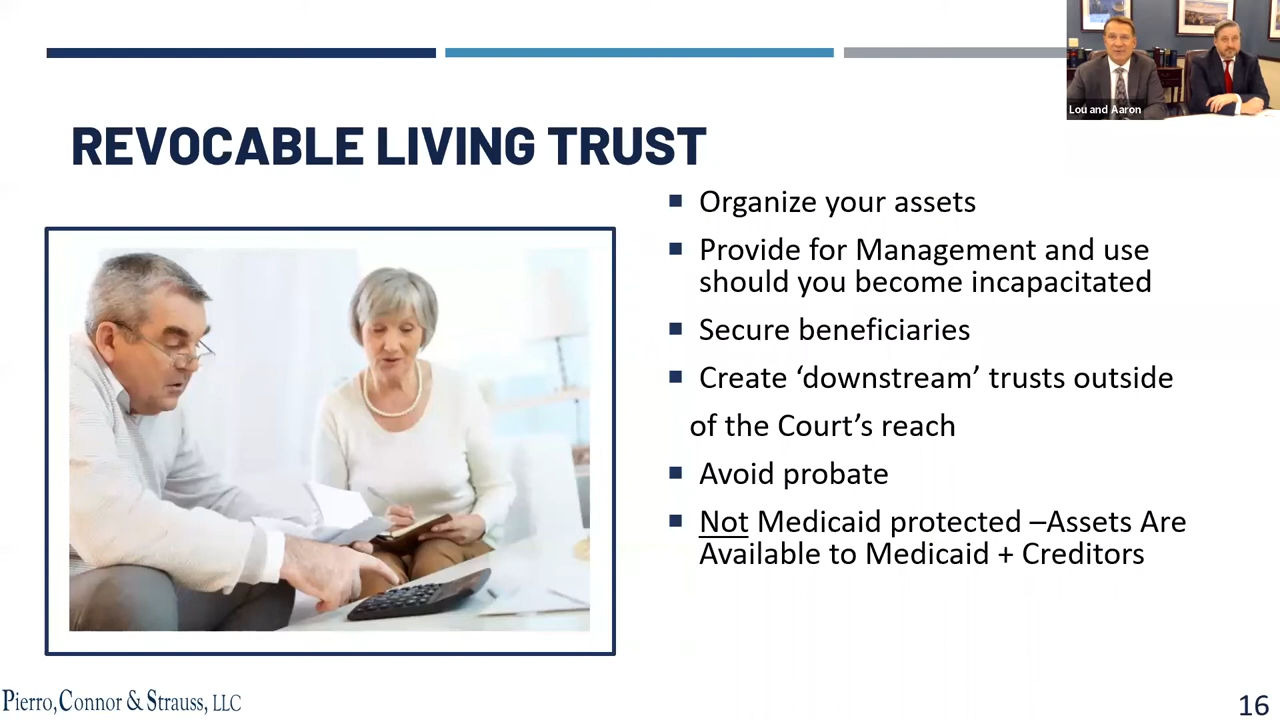 Lou and Aaron
REVOCABLE LIVING TRUST
■ Organize your assets
■ Provide for Management and use
should you become incapacitated
■ Secure beneficiaries
■ Create ‘downstream’ trusts outside
of the Court’s reach
■ Avoid probate
■ Not Medicaid protected –Assets Are
Available to Medicaid + Creditors
Pierro, Connor & Strauss, LLC
16